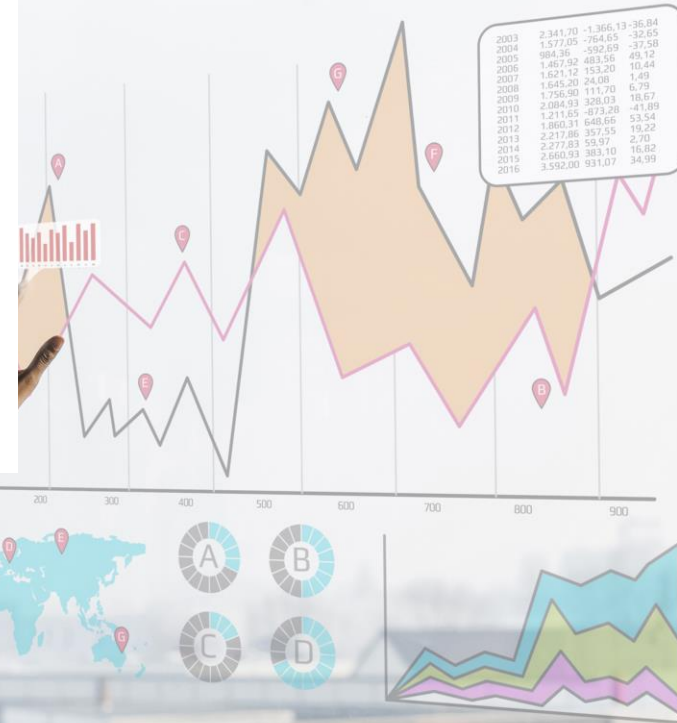 2003 2.341,70 -1.366,13 -36,84
2004 1.577,05 -764,65 -32,65
2005 984,36 -592,69 -37,58
2006 1.467,92 483,56 49,12
2007 1.621,12 153,20 10,44
2008 1.645,20 24,08 1,49
2009 1.756,90 111,70 6,79
2010 2.084,93 328,03 18,67
2011 1.211,65 -873,28 -41,89
2012 1.860,31 648,66 53,54
2013 2.217,86 357,55 19,22
2014 2.277,83 59,97 2,70
2015 2.660,93 383,10 16,82
2016 3.592,00 931,07 34,99
G
A
F
C
E
B
200 300 400 500 600 700 800 900
D E
G
A B
C D